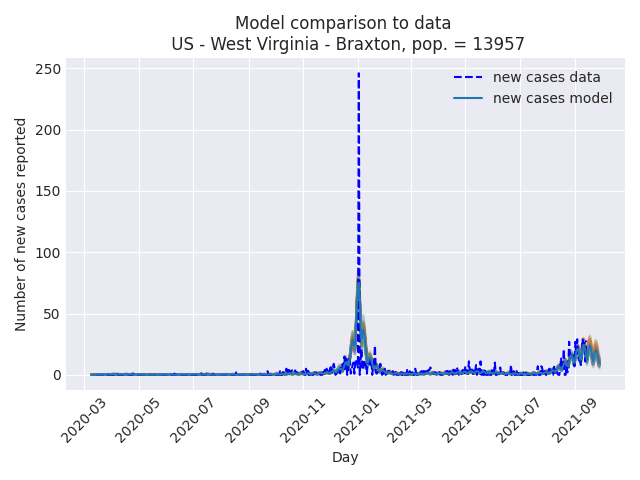 Model comparison to data
US - West Virginia - Braxton, pop. = 13957
new cases data
new cases model
Number of new cases reported
250
200
150
100
50
0
2020-03
2020-05
2020-07
2020-09
2020-11
2021-01
2021-03
2021-05
2021-07
2021-09
Day